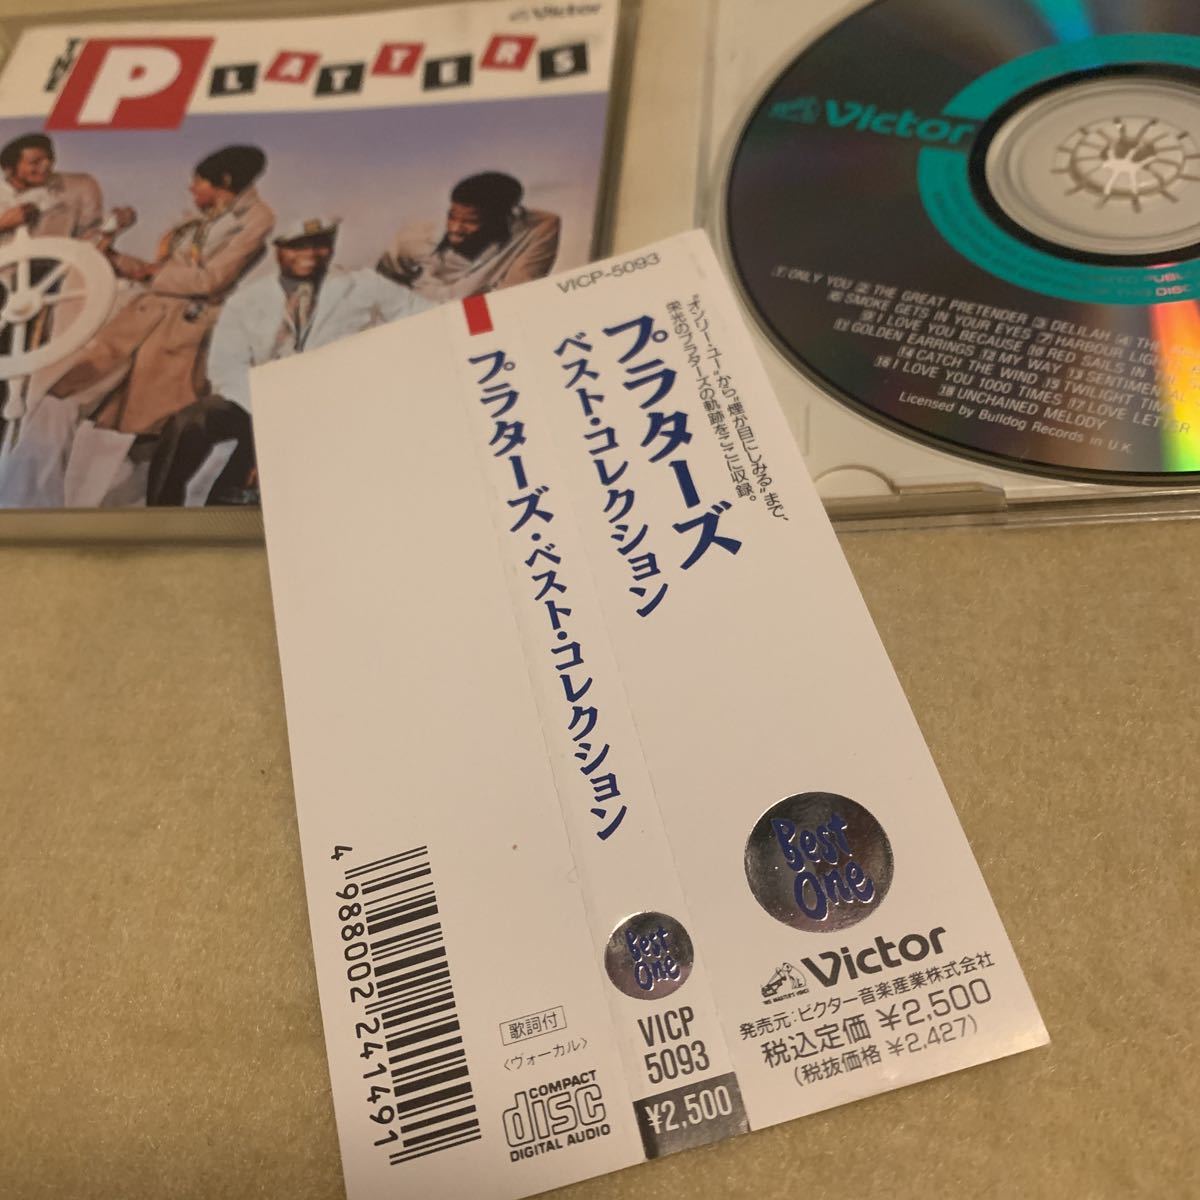 Victor
THE PLATTERS
Victor
① ONLY YOU ② THE GREAT PRETENDER ③ DELILAH ④
⑥ SMOKE GETS IN YOUR EYES ⑦ HARBOUR
⑨ I LOVE YOU BECAUSE ⑩ RED SAILS IN
⑪ GOLDEN EARRINGS ⑫ MY WAY ⑬ SENTIMENTAL
⑭ CATCH THE WIND ⑮ TWILIGHT TIME
⑯ I LOVE YOU 1000 TIMES ⑰ LOVE LETTER
⑱ UNCHAINED MELODY
Licensed by Bulldog Records in U.K.
VICP-5093
"オンリー・ユー"から"煙が目にしみる"まで、
栄光のプラターズの軌跡をここに収録。
プラターズ
ベスト・コレクション
プラターズ・ベスト・コレクション
Best One
Victor
HIS MASTER'S VOICE
発売元:ビクター音楽産業株式会社
税込定価 ¥2,500
(税抜価格 ¥2,427)
Best One
VICP
5093
¥2,500
歌詞付
〈ヴォーカル〉
COMPACT
disc
DIGITAL AUDIO
4 988002 241491